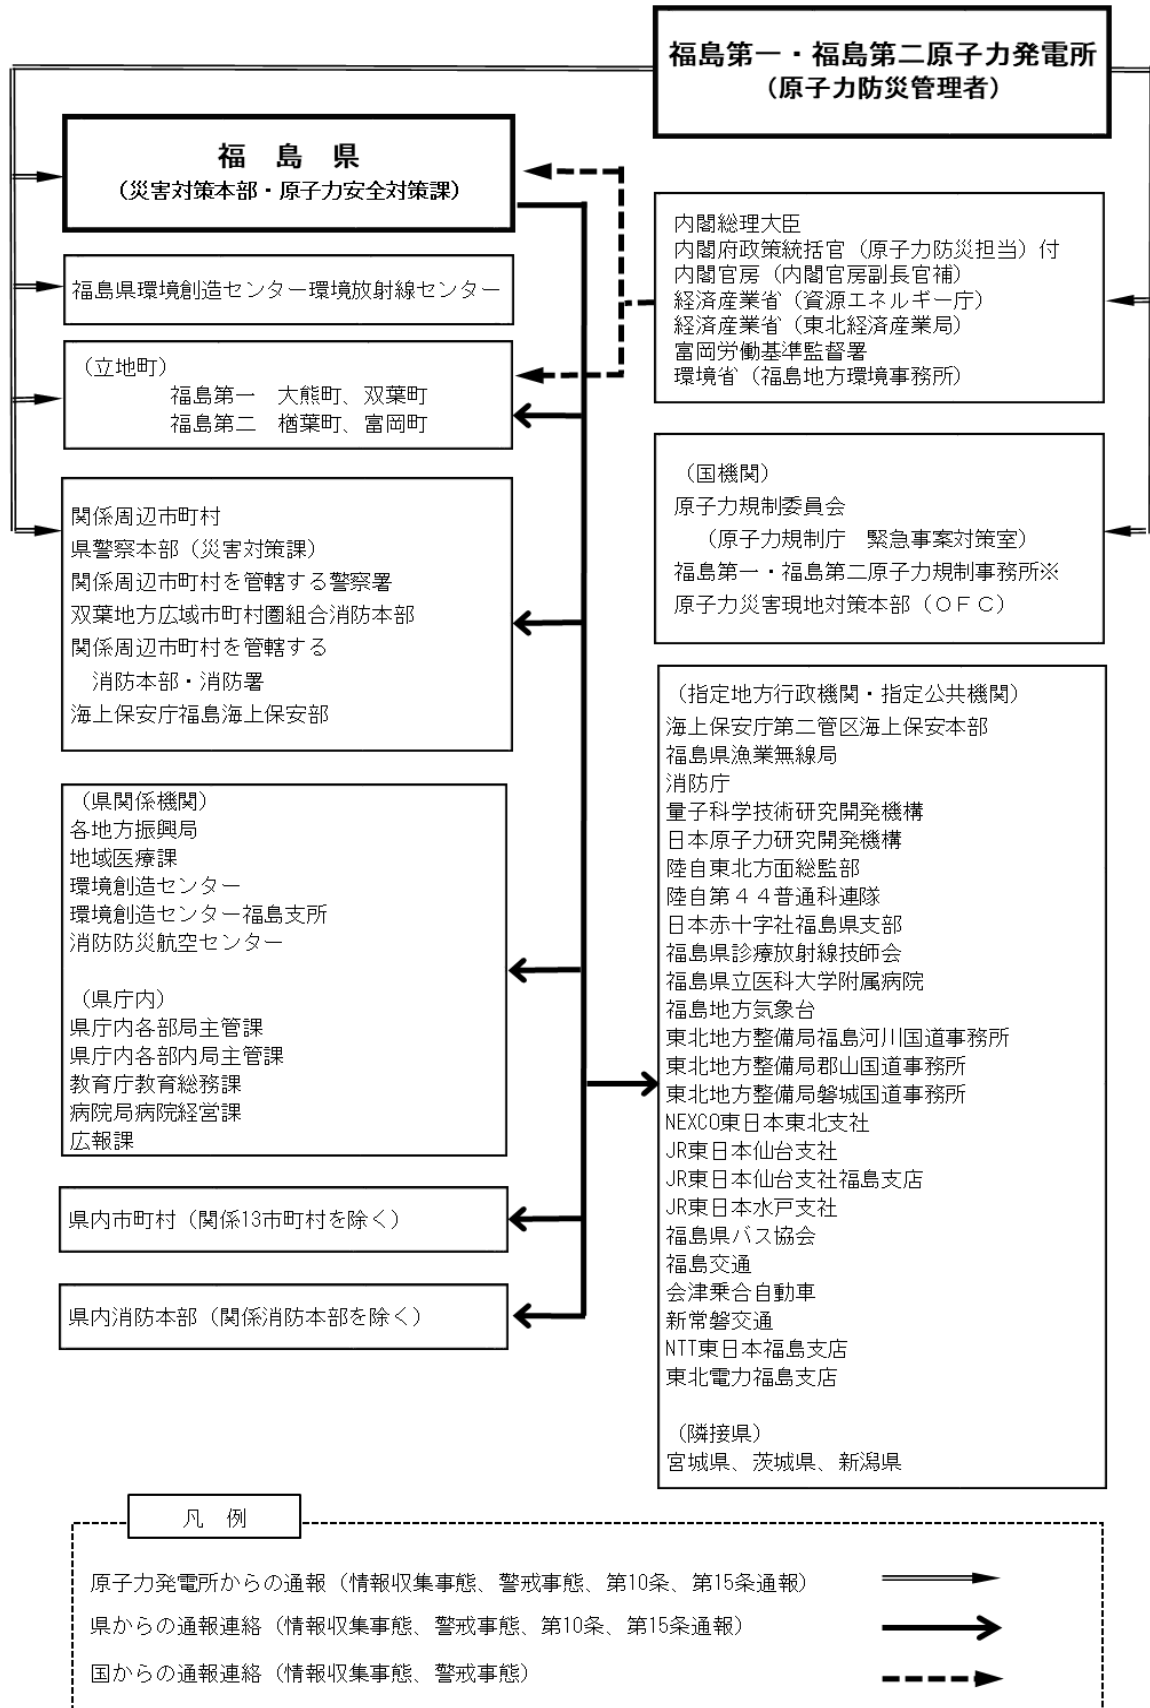 福島第一・福島第二原子力発電所
(原子力防災管理者)
福　島　県
(災害対策本部・原子力安全対策課)
福島県環境創造センター環境放射線センター
(立地町)
福島第一　大熊町、双葉町
福島第二　楢葉町、富岡町
関係周辺市町村
県警察本部（災害対策課）
関係周辺市町村を管轄する警察署
双葉地方広域市町村圏組合消防本部
関係周辺市町村を管轄する
消防本部・消防署
海上保安庁福島海上保安部
（県関係機関）
各地方振興局
地域医療課
環境創造センター
環境創造センター福島支所
消防防災航空センター
（県庁内）
県庁内各部局主管課
県庁内各部内局主管課
教育庁教育総務課
病院局病院経営課
広報課
県内市町村（関係13市町村を除く）
県内消防本部（関係消防本部を除く）
内閣総理大臣
内閣府政策統括官（原子力防災担当）付
内閣官房（内閣官房副長官補）
経済産業省（資源エネルギー庁）
経済産業省（東北経済産業局）
富岡労働基準監督署
環境省（福島地方環境事務所）
（国機関）
原子力規制委員会
（原子力規制庁　緊急事案対策室）
福島第一・福島第二原子力規制事務所※
原子力災害現地対策本部（ＯＦＣ）
（指定地方行政機関・指定公共機関）
海上保安庁第二管区海上保安本部
福島県漁業無線局
消防庁
量子科学技術研究開発機構
日本原子力研究開発機構
陸自東北方面総監部
陸自第４４普通科連隊
日本赤十字社福島県支部
福島県診療放射線技師会
福島県立医科大学附属病院
福島地方気象台
東北地方整備局福島河川国道事務所
東北地方整備局郡山国道事務所
東北地方整備局磐城国道事務所
NEXCO東日本東北支社
JR東日本仙台支社
JR東日本仙台支社福島支店
JR東日本水戸支社
福島県バス協会
福島交通
会津乗合自動車
新常磐交通
NTT東日本福島支店
東北電力福島支店
（隣接県）
宮城県、茨城県、新潟県
凡　例
原子力発電所からの通報（情報収集事態、警戒事態、第10条、第15条通報）
県からの通報連絡（情報収集事態、警戒事態、第10条、第15条通報）
国からの通報連絡（情報収集事態、警戒事態）